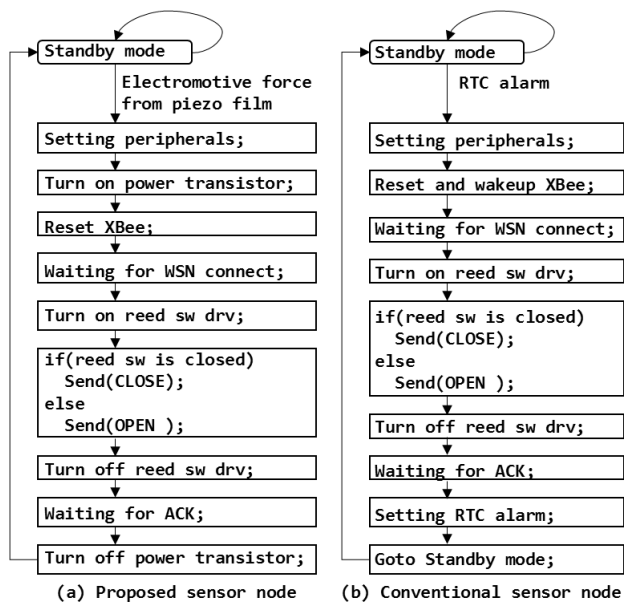 Standby mode
Electromotive force
from piezo film
Setting peripherals;
Turn on power transistor;
Reset XBee;
Waiting for WSN connect;
Turn on reed sw drv;
if(reed sw is closed)
Send(CLOSE);
else
Send(OPEN );
Turn off reed sw drv;
Waiting for ACK;
Turn off power transistor;
(a) Proposed sensor node
Standby mode
RTC alarm
Setting peripherals;
Reset and wakeup XBee;
Waiting for WSN connect;
Turn on reed sw drv;
if(reed sw is closed)
Send(CLOSE);
else
Send(OPEN );
Turn off reed sw drv;
Waiting for ACK;
Setting RTC alarm;
Goto Standby mode;
(b) Conventional sensor node